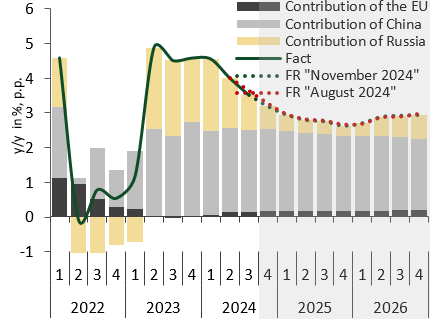 Contribution of the EU
Contribution of China
Contribution of Russia
Fact
FR "November 2024"
FR "August 2024"
y/y in %, p.p.
6
5
4
3
2
1
0
-1
1 2 3 4 1 2 3 4 1 2 3 4 1 2 3 4 1 2 3 4
2022 2023 2024 2025 2026